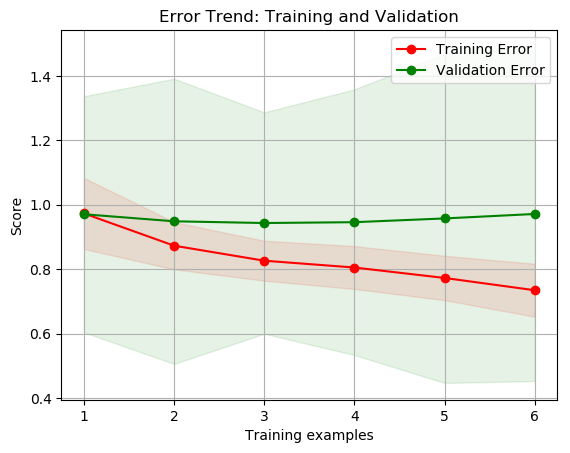 Error Trend: Training and Validation
Training Error
Validation Error
1.4
1.2
1.0
0.8
0.6
0.4
Score
1 2 3 4 5 6
Training examples